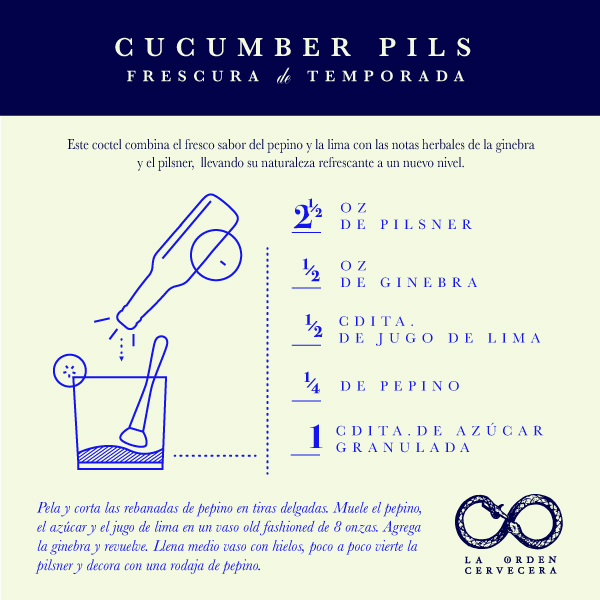 CUCUMBER PILS
FRESCURA de TEMPORADA
Este coctel combina el fresco sabor del pepino y la lima con las notas herbales de la ginebra
y el pilsner, llevando su naturaleza refrescante a un nuevo nivel.
2 1/2 OZ
DE PILSNER
1/2 OZ
DE GINEBRA
1/2 CDITA.
DE JUGO DE LIMA
1/4 DE PEPINO
1 CDITA. DE AZÚCAR
GRANULADA
Pela y corta las rebanadas de pepino en tiras delgadas. Muele el pepino,
el azúcar y el jugo de lima en un vaso old fashioned de 8 onzas. Agrega
la ginebra y revuelve. Llena medio vaso con hielos, poco a poco vierte la
pilsner y decora con una rodaja de pepino.
LA ORDEN
CERVECERA